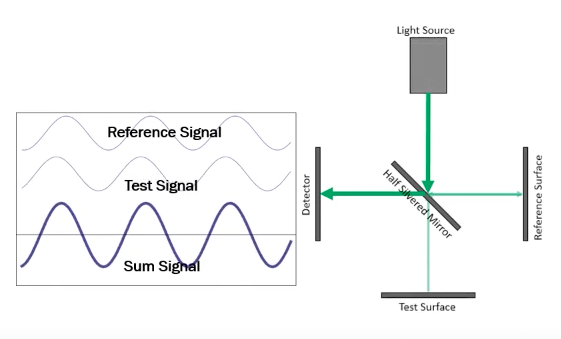 Reference Signal
Test Signal
Sum Signal
Light Source
Detector
Half Silvered Mirror
Reference Surface
Test Surface